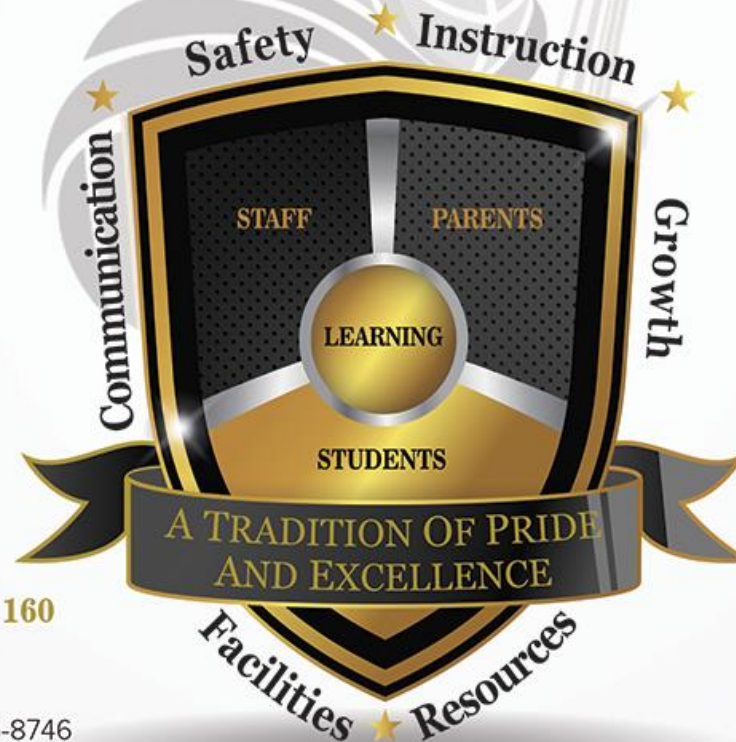 Safety
Instruction
Communication
Growth
STAFF
PARENTS
LEARNING
STUDENTS
A TRADITION OF PRIDE
AND EXCELLENCE
160
Facilities
Resources
-8746